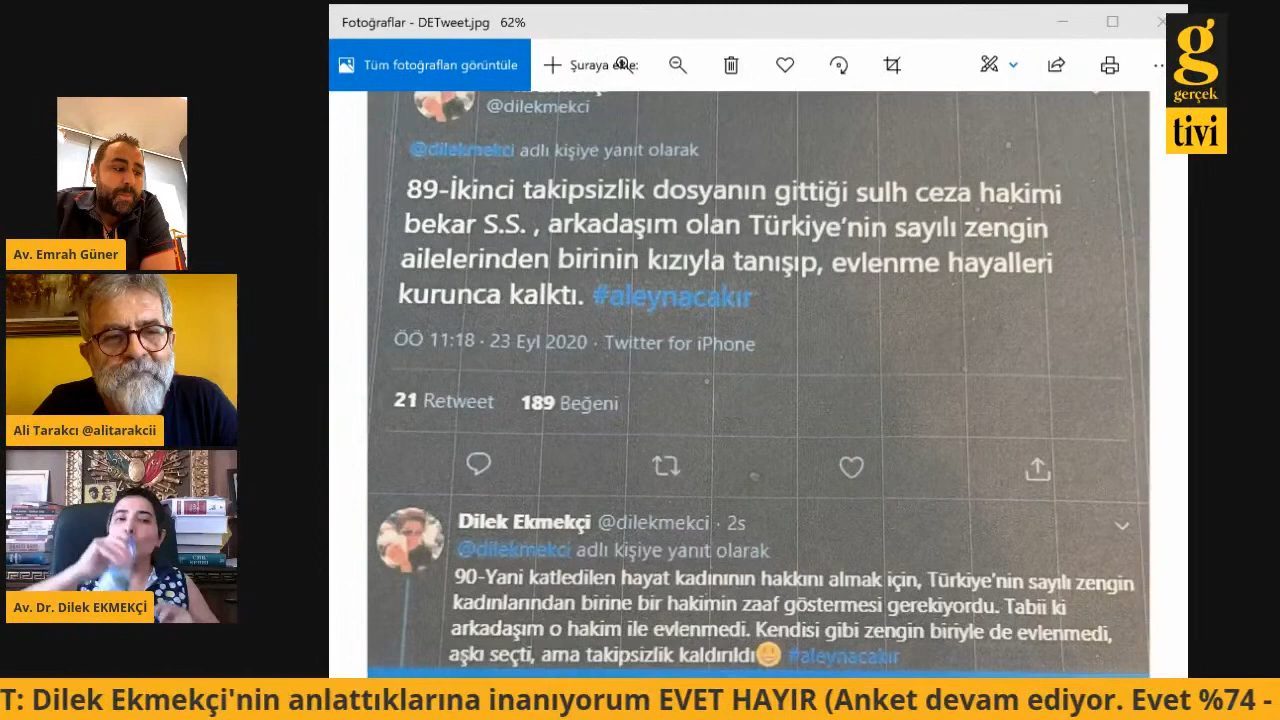 Fotoğraflar - DETweet.jpg 62%
Tüm fotoğrafları görüntüle
Şuraya ekle:
g
gerçek
tivi
@dilekmekci
@dilekmekci adlı kişiye yanıt olarak
89-İkinci takipsizlik dosyanın gittiği sulh ceza hakimi
bekar S.S. , arkadaşım olan Türkiye'nin sayılı zengin
ailelerinden birinin kızıyla tanışıp, evlenme hayalleri
kurunca kalktı. #aleynacakır
ÖÖ 11:18 · 23 Eyl 2020 · Twitter for iPhone
21 Retweet 189 Beğeni
Dilek Ekmekçi @dilekmekci · 2s
@dilekmekci adlı kişiye yanıt olarak
90-Yani katledilen hayat kadınının hakkını almak için, Türkiye'nin sayılı zengin
kadınlarından birine bir hakimin zaaf göstermesi gerekiyordu. Tabii ki
arkadaşım o hakim ile evlenmedi. Kendisi gibi zengin biriyle de evlenmedi,
aşkı seçti, ama takipsizlik kaldırıldı😃 #aleynacakır
Av. Emrah Güner
Ali Tarakcı @alitarakcii
Av. Dr. Dilek EKMEKÇİ
T: Dilek Ekmekçi'nin anlattıklarına inanıyorum EVET HAYIR (Anket devam ediyor. Evet %74 -